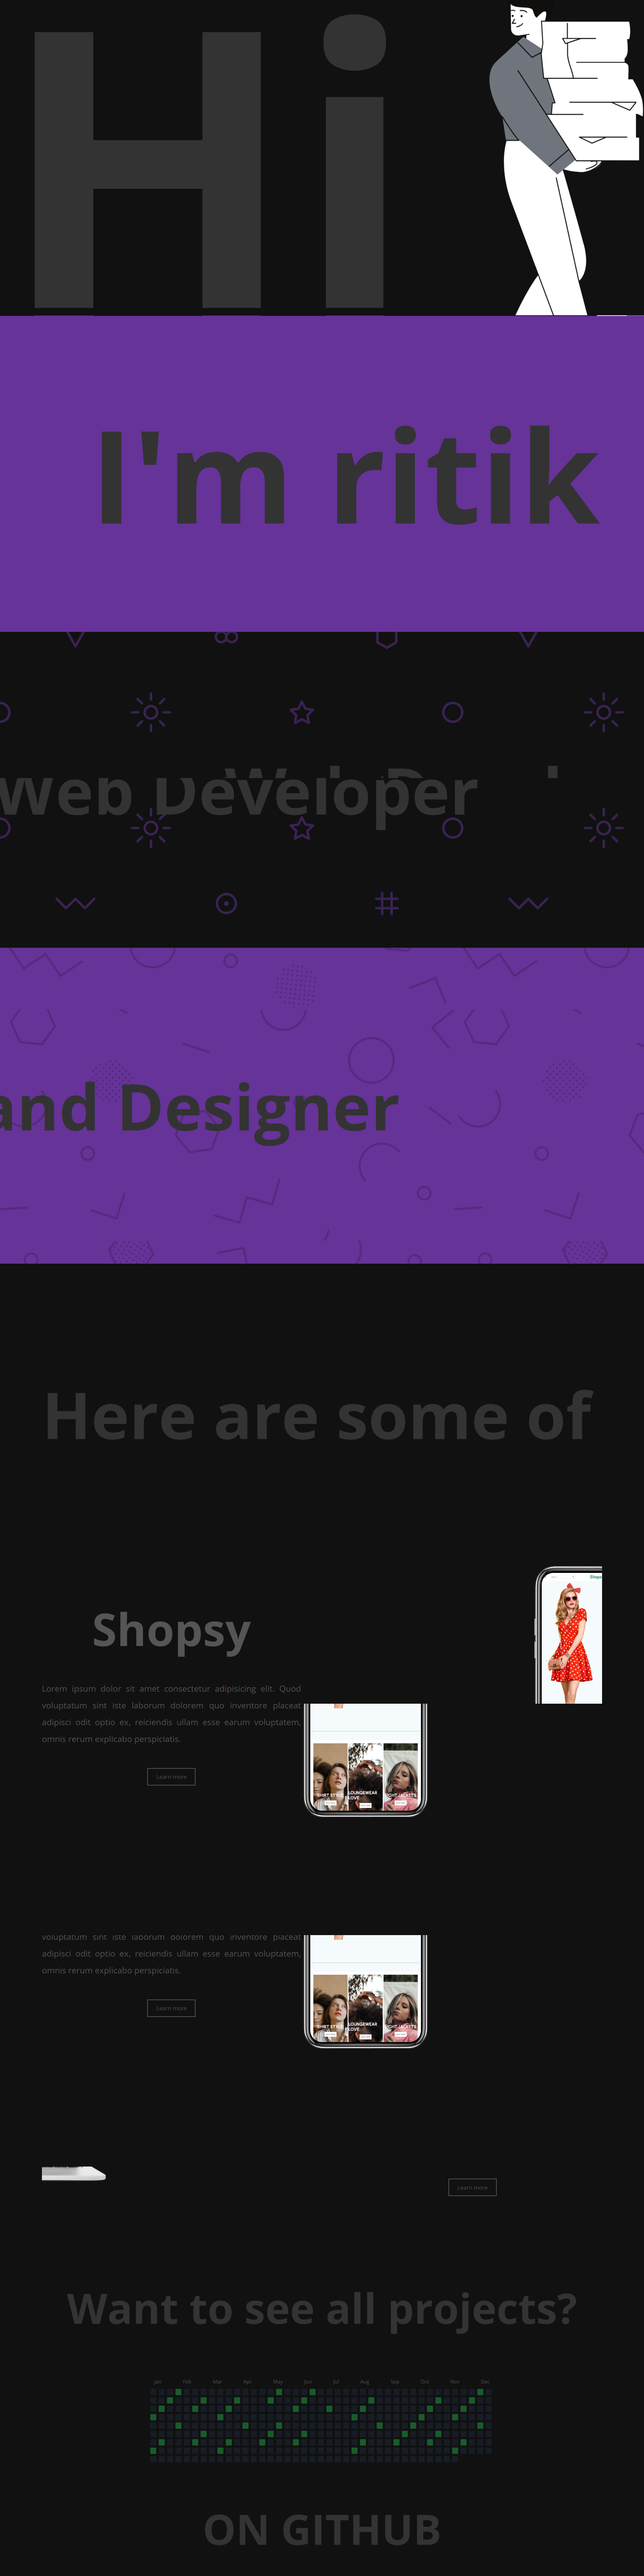 Hi
I'm ritik
Web Developer
and Designer
Here are some of
Shopsy
Lorem ipsum dolor sit amet consectetur adipisicing elit. Quod
voluptatum sint iste laborum dolorem quo inventore placeat
adipisci odit optio ex, reiciendis ullam esse earum voluptatem,
omnis rerum explicabo perspiciatis.
Learn more
LOUNGEWEAR
LOVE
voluptatum sint iste laborum dolorem quo inventore placeat
adipisci odit optio ex, reiciendis ullam esse earum voluptatem,
omnis rerum explicabo perspiciatis.
Learn more
LOUNGEWEAR
LOVE
Learn more
Want to see all projects?
Jan Feb Mar Apr May Jun Jul Aug Sep Oct Nov Dec
ON GITHUB